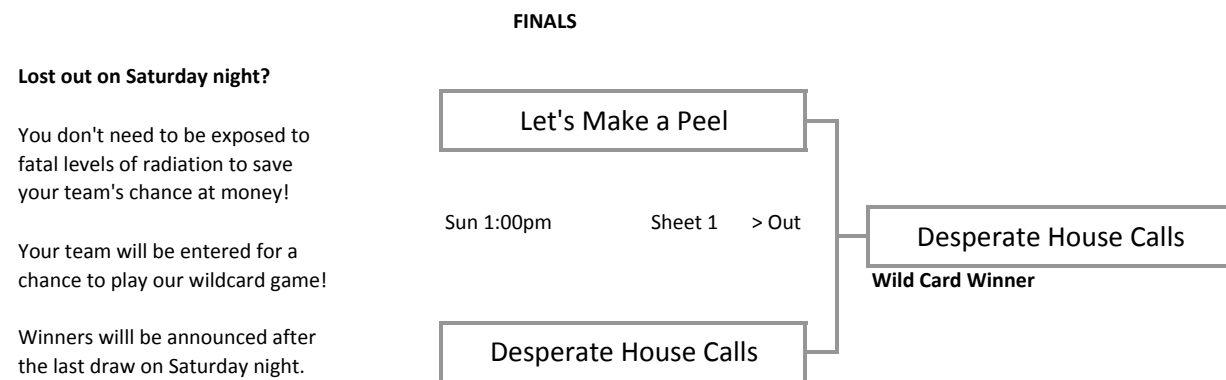 FINALS
Lost out on Saturday night?
You don't need to be exposed to
fatal levels of radiation to save
your team's chance at money!
Your team will be entered for a
chance to play our wildcard game!
Winners willl be announced after
the last draw on Saturday night.
Let's Make a Peel
Sun 1:00pm Sheet 1 > Out
Desperate House Calls
Desperate House Calls
Wild Card Winner